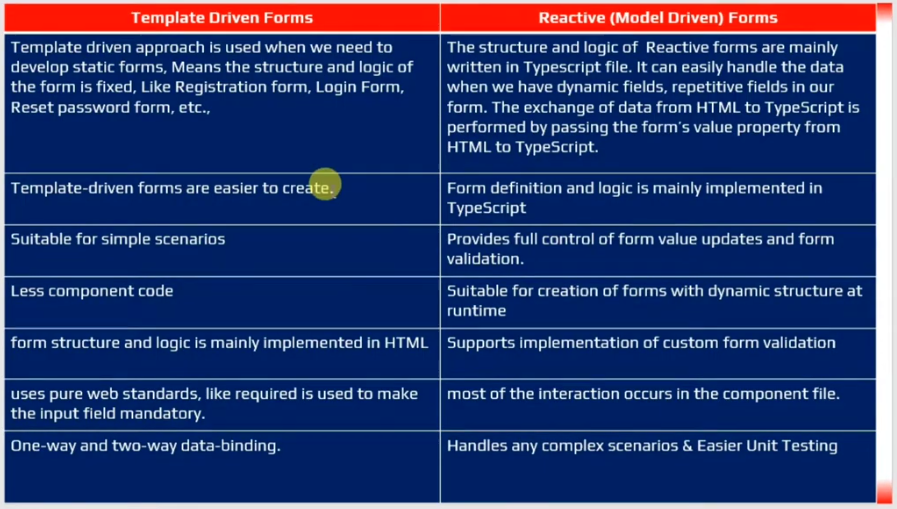 Template Driven Forms
Reactive (Model Driven) Forms
Template driven approach is used when we need to
develop static forms, Means the structure and logic of
the form is fixed, Like Registration form, Login Form,
Reset password form, etc.,
The structure and logic of Reactive forms are mainly
written in Typescript file. It can easily handle the data
when we have dynamic fields, repetitive fields in our
form. The exchange of data from HTML to TypeScript is
performed by passing the form's value property from
HTML to TypeScript.
Template-driven forms are easier to create.
Form definition and logic is mainly implemented in
TypeScript
Suitable for simple scenarios
Provides full control of form value updates and form
validation.
Less component code
Suitable for creation of forms with dynamic structure at
runtime
form structure and logic is mainly implemented in HTML
Supports implementation of custom form validation
uses pure web standards, like required is used to make
the input field mandatory.
most of the interaction occurs in the component file.
One-way and two-way data-binding.
Handles any complex scenarios & Easier Unit Testing